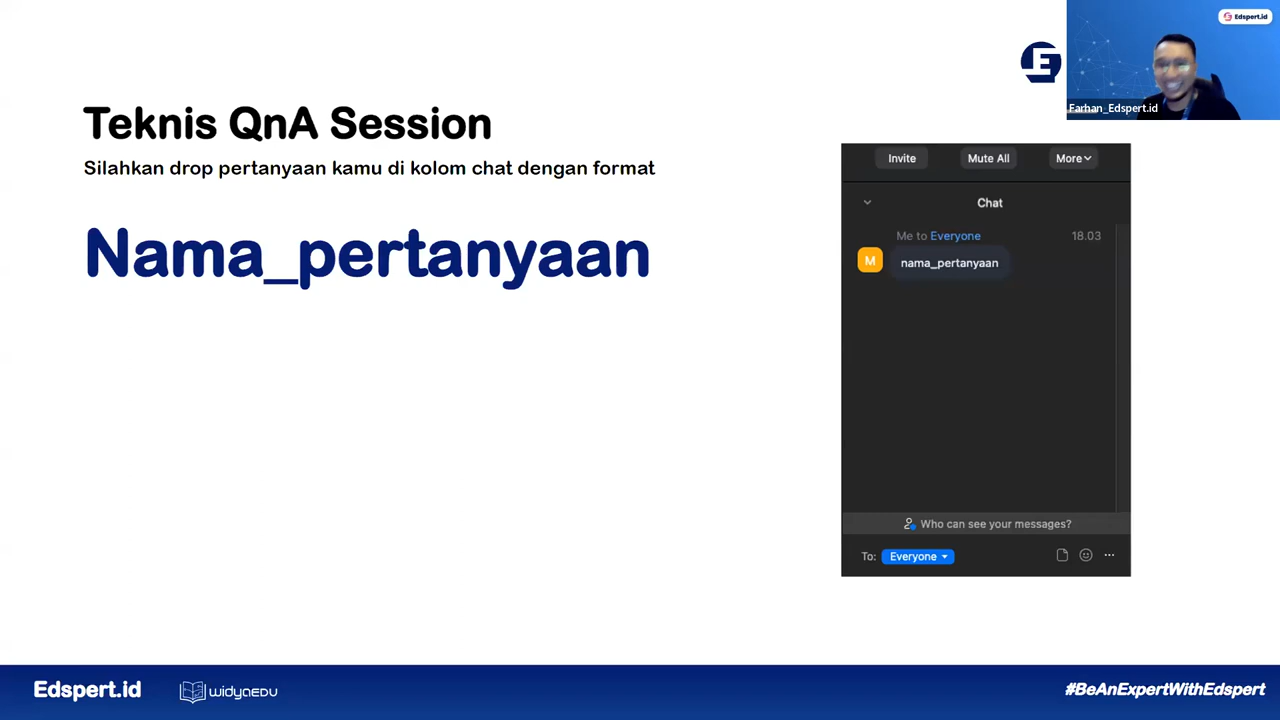 Edspert.id
E
Farhan_Edspert.id
Teknis QnA Session
Silahkan drop pertanyaan kamu di kolom chat dengan format
Nama_pertanyaan
Invite Mute All More
Chat
Me to Everyone 18.03
M nama_pertanyaan
Who can see your messages?
To: Everyone
Edspert.id WIDYAEDU #BeAnExpertWithEdspert